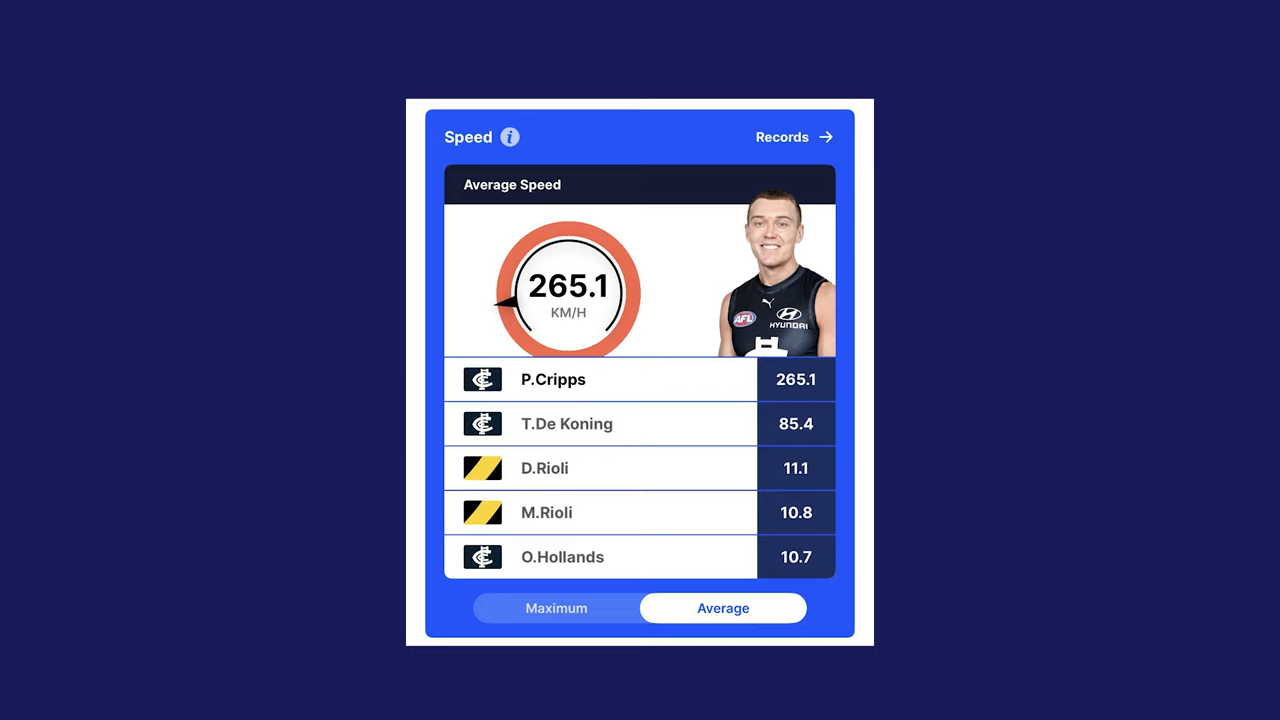 Speed i
Records →
Average Speed
265.1
KM/H
AFL
HYUNDAI
P.Cripps 265.1
T.De Koning 85.4
D.Rioli 11.1
M.Rioli 10.8
O.Hollands 10.7
Maximum Average